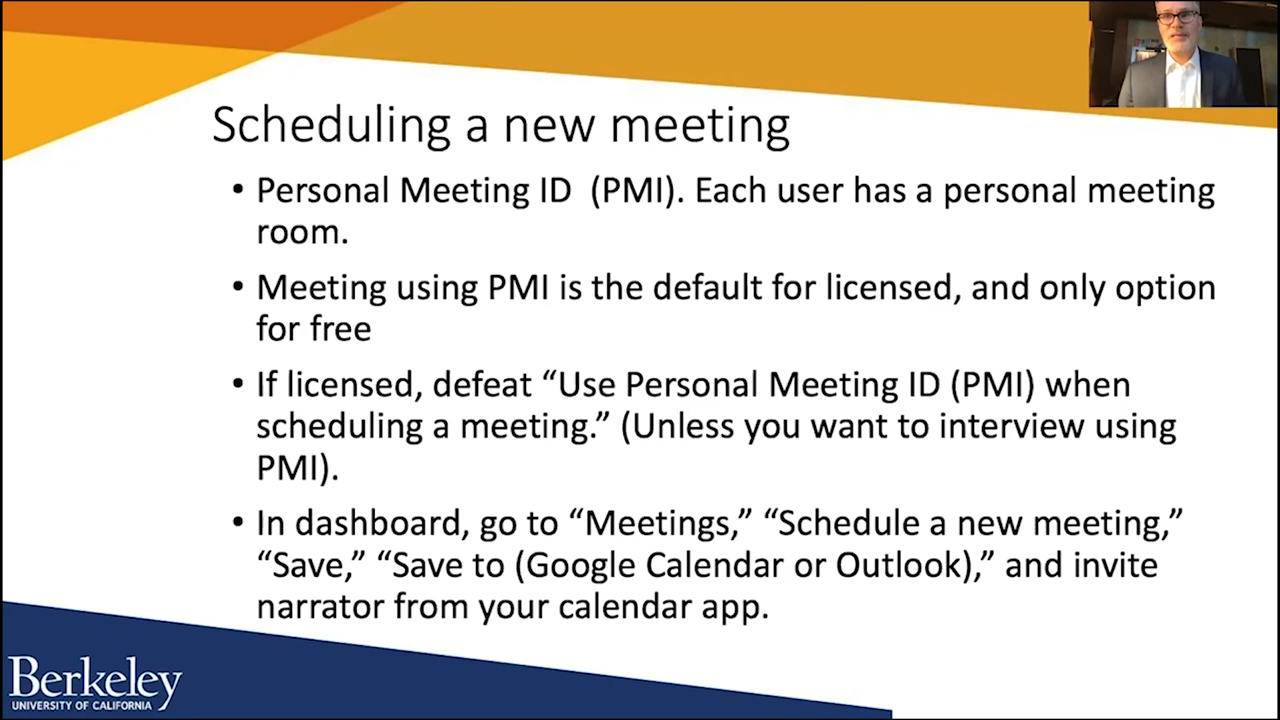 Scheduling a new meeting
• Personal Meeting ID (PMI). Each user has a personal meeting
room.
• Meeting using PMI is the default for licensed, and only option
for free
• If licensed, defeat “Use Personal Meeting ID (PMI) when
scheduling a meeting.” (Unless you want to interview using
PMI).
• In dashboard, go to “Meetings,” “Schedule a new meeting,”
“Save,” “Save to (Google Calendar or Outlook),” and invite
narrator from your calendar app.
Berkeley
UNIVERSITY OF CALIFORNIA